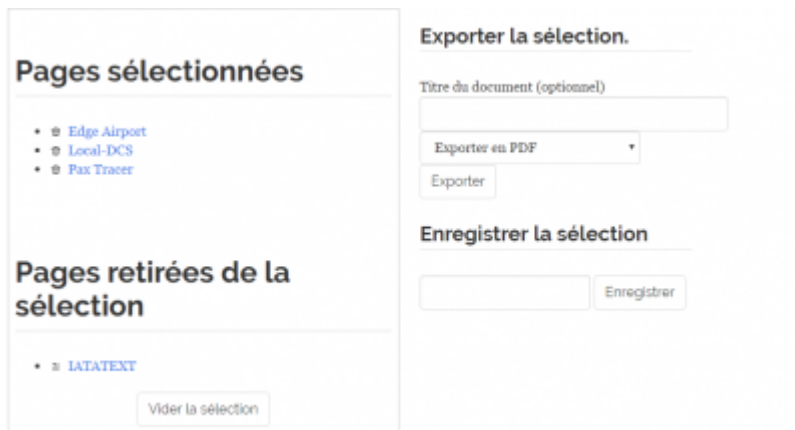 Pages sélectionnées
Edge Airport
Local-DCS
Pax Tracer
Pages retirées de la
sélection
IATATEXT
Vider la sélection
Exporter la sélection.
Titre du document (optionnel)
Exporter en PDF
Exporter
Enregistrer la sélection
Enregistrer